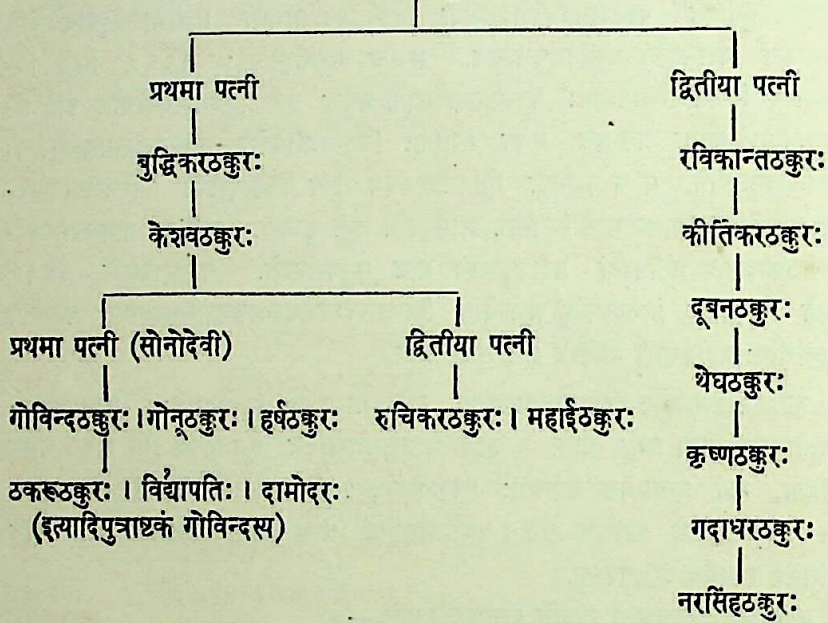 प्रथमा पत्नी द्वितीया पत्नी
बुद्धिकरठक्कुरः रविकान्तठक्कुरः
केशवठक्कुरः कीर्तिकरठक्कुरः
दूबनठक्कुरः
प्रथमा पत्नी (सोनोदेवी) द्वितीया पत्नी
थेघठक्कुरः
गोविन्दठक्कुरः । गोनूठक्कुरः । हर्षठक्कुरः रुचिकरठक्कुरः । महाईठक्कुरः
कृष्णठक्कुरः
ठकरूठक्कुरः । विद्यापतिः । दामोदरः
(इत्यादिपुत्राष्टकं गोविन्दस्य)
गदाधरठक्कुरः
नरसिंहठक्कुरः